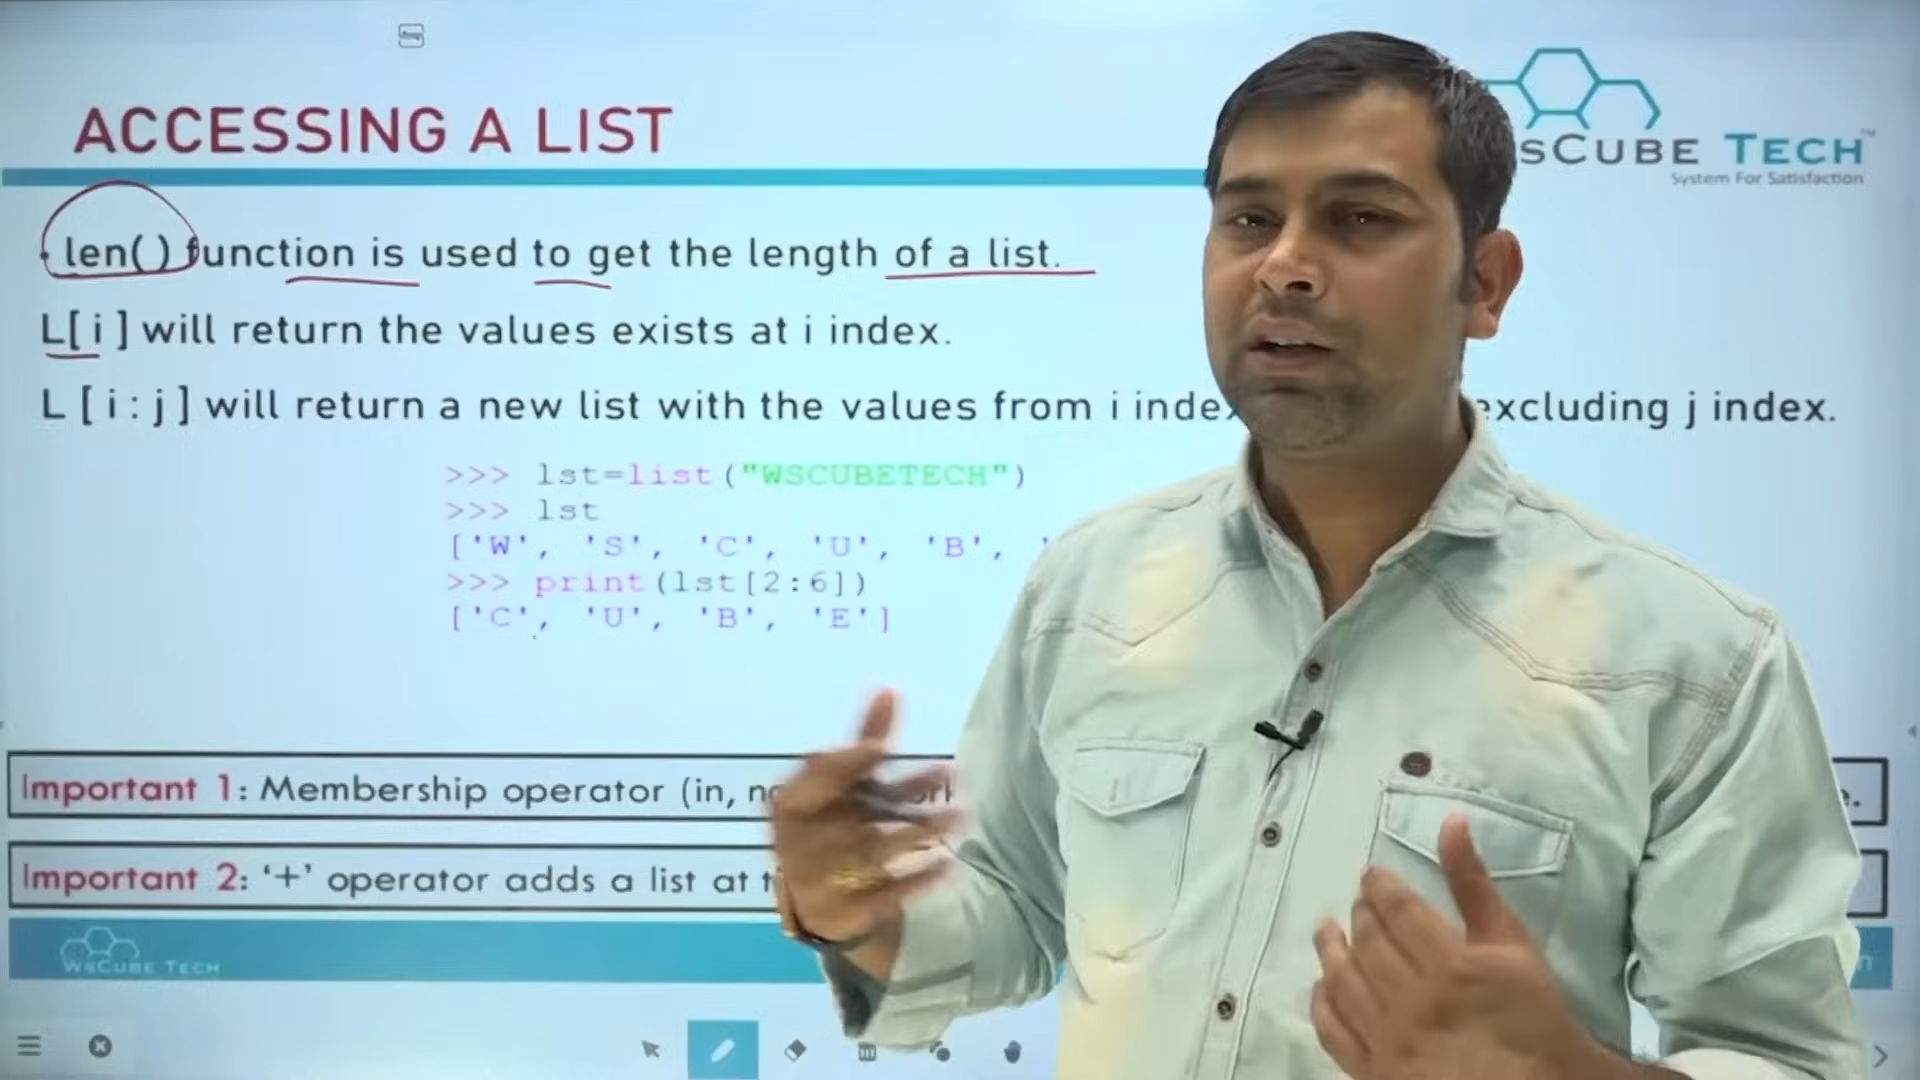 ACCESSING A LIST
sCUBE TECH™
System For Satisfaction
len( ) function is used to get the length of a list.
L[ i ] will return the values exists at i index.
L [ i : j ] will return a new list with the values from i index excluding j index.
>>> lst=list("WSCUBETECH")
>>> lst
['W', 'S', 'C', 'U', 'B', '
>>> print(lst[2:6])
['C', 'U', 'B', 'E']
Important 1: Membership operator (in,
Important 2: ‘+’ operator adds a list at
WsCUBE TECH